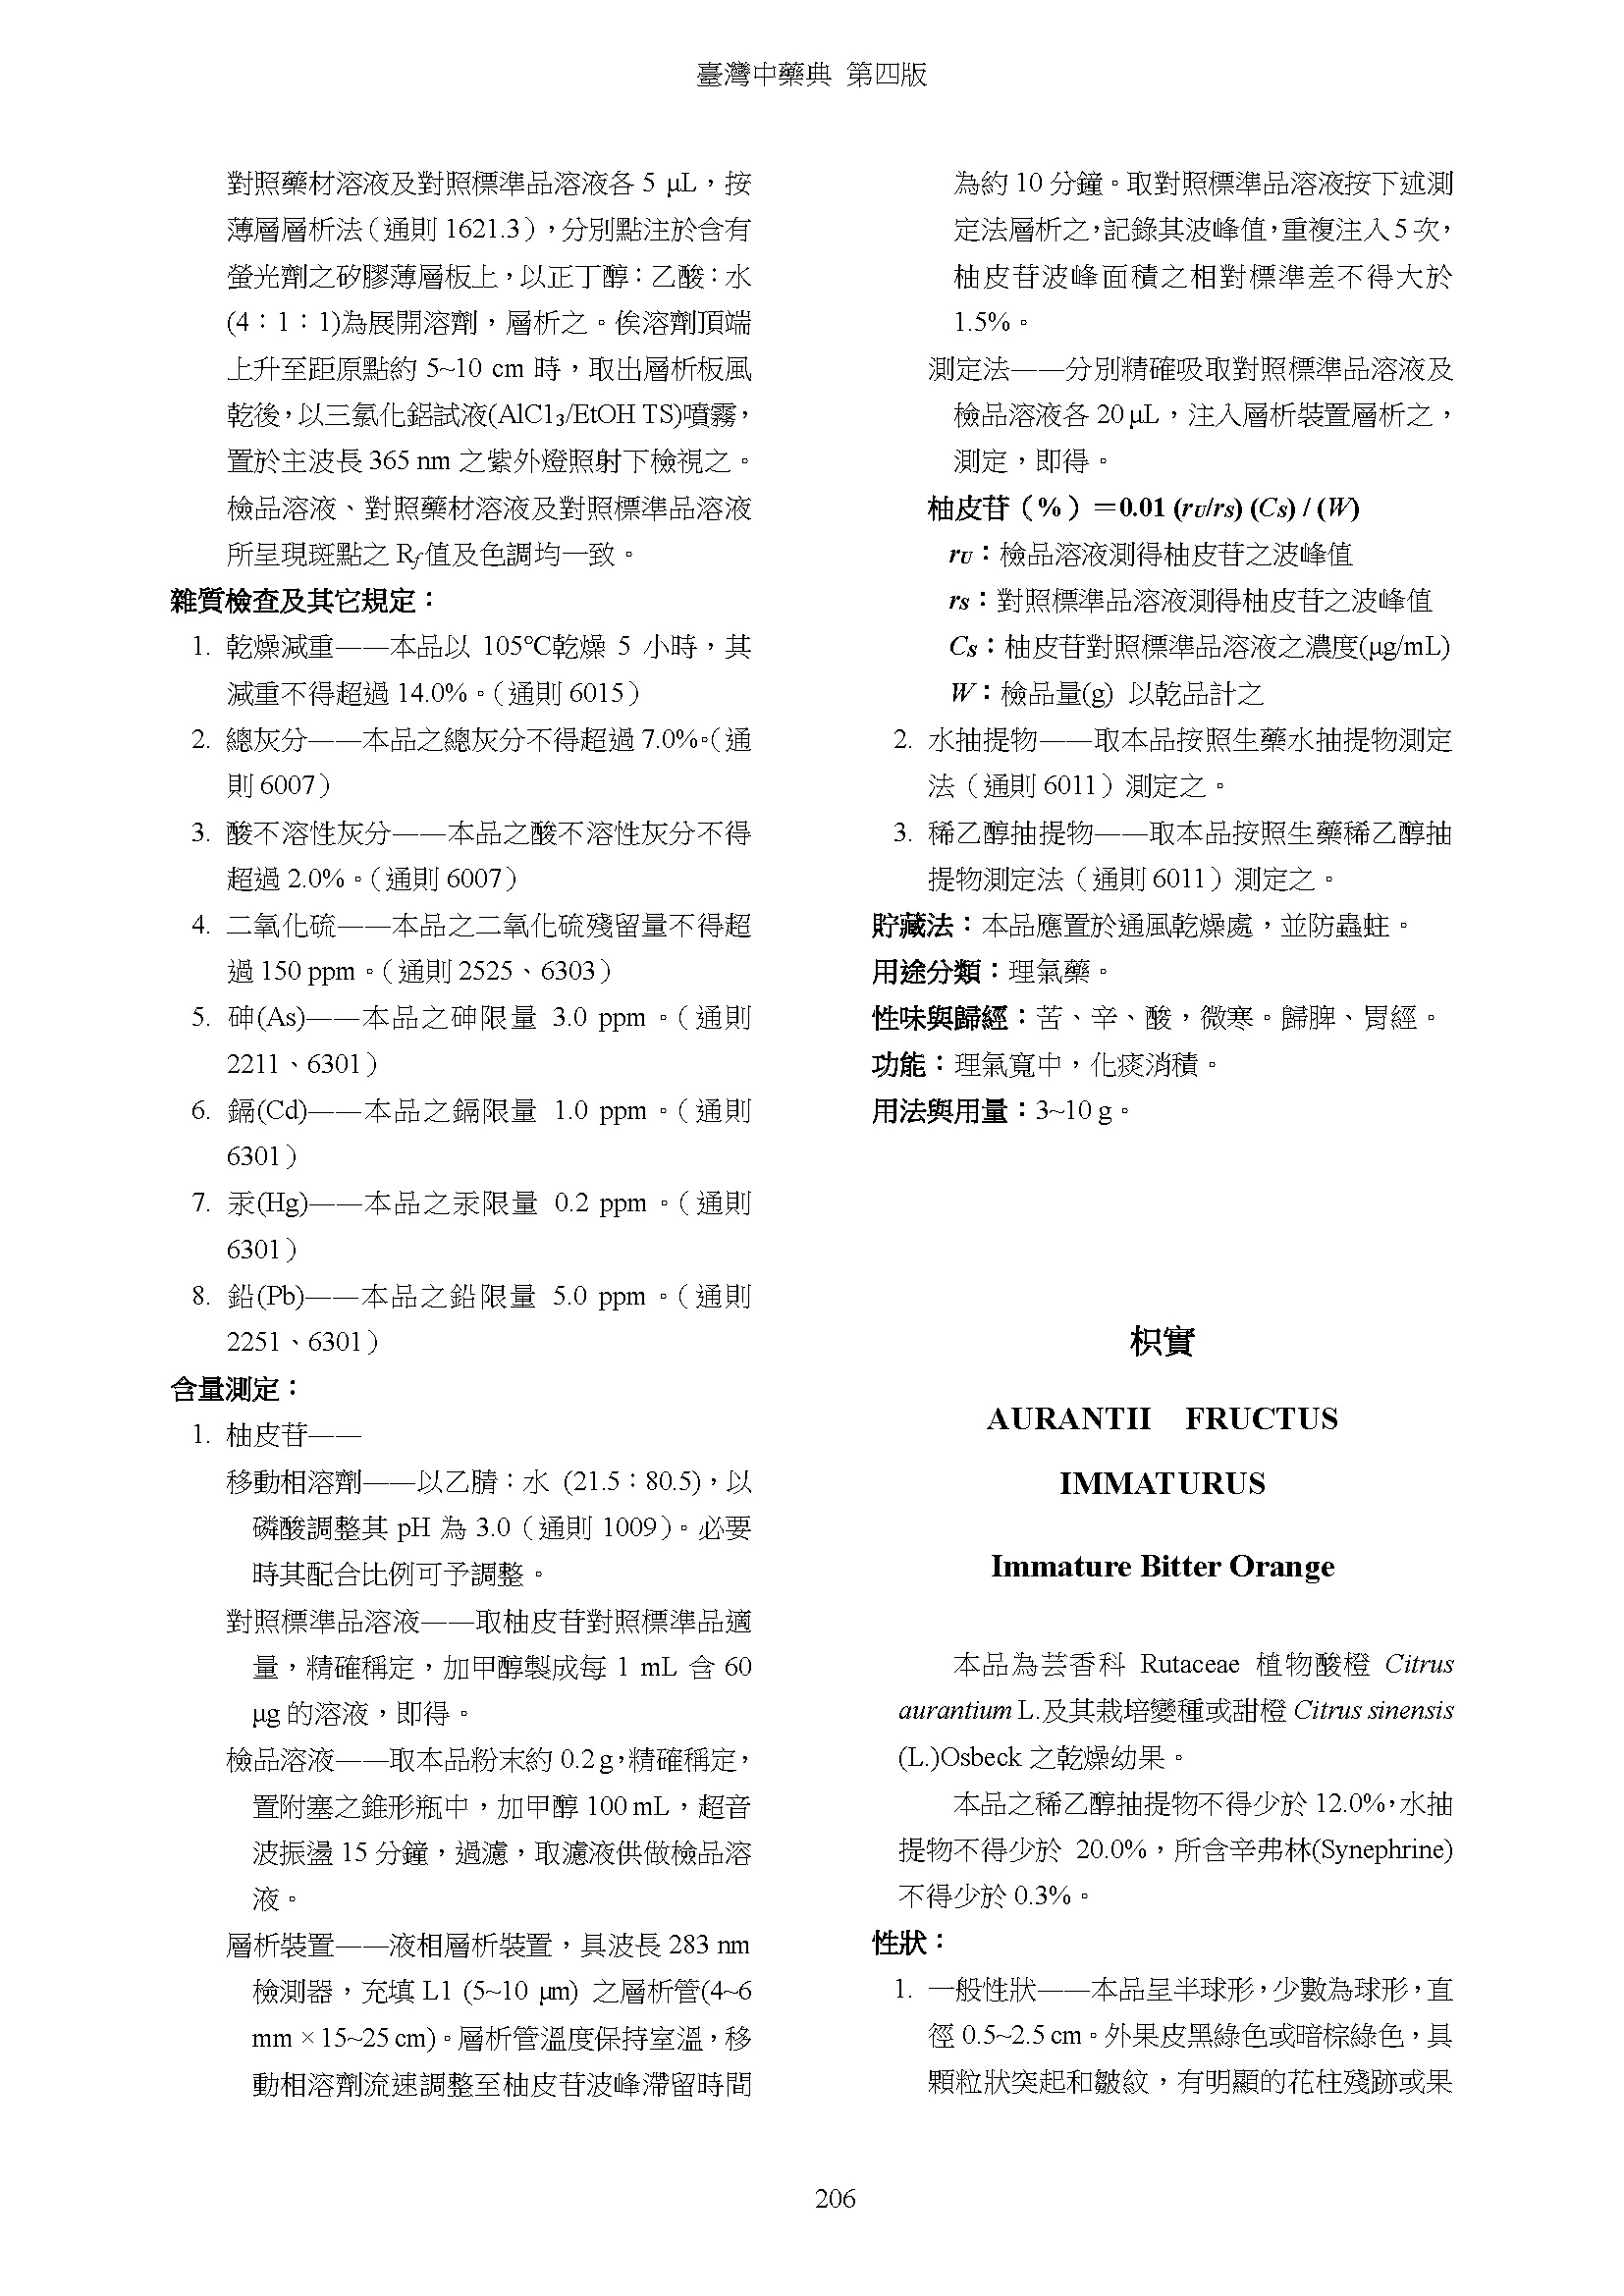 臺灣中藥典 第四版
對照藥材溶液及對照標準品溶液各 5 μL，按
薄層層析法（通則 1621.3），分別點注於含有
螢光劑之矽膠薄層板上，以正丁醇：乙酸：水
(4：1：1)為展開溶劑，層析之。俟溶劑頂端
上升至距原點約 5~10 cm 時，取出層析板風
乾後，以三氯化鋁試液(AlC1₃/EtOH TS)噴霧，
置於主波長 365 nm 之紫外燈照射下檢視之。
檢品溶液、對照藥材溶液及對照標準品溶液
所呈現斑點之 Rf值及色調均一致。
雜質檢查及其它規定：
1. 乾燥減重——本品以 105℃乾燥 5 小時，其
減重不得超過 14.0%。（通則 6015）
2. 總灰分——本品之總灰分不得超過 7.0%。（通
則 6007）
3. 酸不溶性灰分——本品之酸不溶性灰分不得
超過 2.0%。（通則 6007）
4. 二氧化硫——本品之二氧化硫殘留量不得超
過 150 ppm。（通則 2525、6303）
5. 砷(As)——本品之砷限量 3.0 ppm。（通則
2211、6301）
6. 鎘(Cd)——本品之鎘限量 1.0 ppm。（通則
6301）
7. 汞(Hg)——本品之汞限量 0.2 ppm。（通則
6301）
8. 鉛(Pb)——本品之鉛限量 5.0 ppm。（通則
2251、6301）
含量測定：
1. 柚皮苷——
移動相溶劑——以乙腈：水 (21.5：80.5)，以
磷酸調整其 pH 為 3.0（通則 1009）。必要
時其配合比例可予調整。
對照標準品溶液——取柚皮苷對照標準品適
量，精確稱定，加甲醇製成每 1 mL 含 60
μg 的溶液，即得。
檢品溶液——取本品粉末約 0.2 g，精確稱定，
置附塞之錐形瓶中，加甲醇 100 mL，超音
波振盪 15 分鐘，過濾，取濾液供做檢品溶
液。
層析裝置——液相層析裝置，具波長 283 nm
檢測器，充填 L1 (5~10 μm) 之層析管(4~6
mm × 15~25 cm)。層析管溫度保持室溫，移
動相溶劑流速調整至柚皮苷波峰滯留時間
為約 10 分鐘。取對照標準品溶液按下述測
定法層析之，記錄其波峰值，重複注入 5 次，
柚皮苷波峰面積之相對標準差不得大於
1.5%。
測定法——分別精確吸取對照標準品溶液及
檢品溶液各 20 μL，注入層析裝置層析之，
測定，即得。
柚皮苷（%）＝0.01 (rU/rS) (CS) / (W)
rU：檢品溶液測得柚皮苷之波峰值
rS：對照標準品溶液測得柚皮苷之波峰值
CS：柚皮苷對照標準品溶液之濃度(μg/mL)
W：檢品量(g) 以乾品計之
2. 水抽提物——取本品按照生藥水抽提物測定
法（通則 6011）測定之。
3. 稀乙醇抽提物——取本品按照生藥稀乙醇抽
提物測定法（通則 6011）測定之。
貯藏法：本品應置於通風乾燥處，並防蟲蛀。
用途分類：理氣藥。
性味與歸經：苦、辛、酸，微寒。歸脾、胃經。
功能：理氣寬中，化痰消積。
用法與用量：3~10 g。
枳實
AURANTII FRUCTUS
IMMATURUS
Immature Bitter Orange
本品為芸香科 Rutaceae 植物酸橙 Citrus
aurantium L.及其栽培變種或甜橙 Citrus sinensis
(L.)Osbeck 之乾燥幼果。
本品之稀乙醇抽提物不得少於 12.0%，水抽
提物不得少於 20.0%，所含辛弗林(Synephrine)
不得少於 0.3%。
性狀：
1. 一般性狀——本品呈半球形，少數為球形，直
徑 0.5~2.5 cm。外果皮黑綠色或暗棕綠色，具
顆粒狀突起和皺紋，有明顯的花柱殘跡或果
206